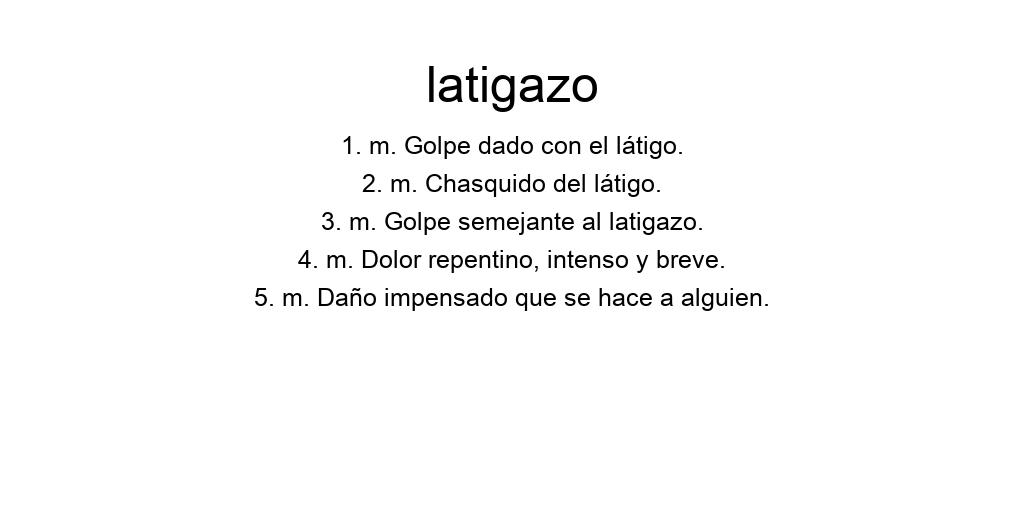 latigazo
1. m. Golpe dado con el látigo.
2. m. Chasquido del látigo.
3. m. Golpe semejante al latigazo.
4. m. Dolor repentino, intenso y breve.
5. m. Daño impensado que se hace a alguien.